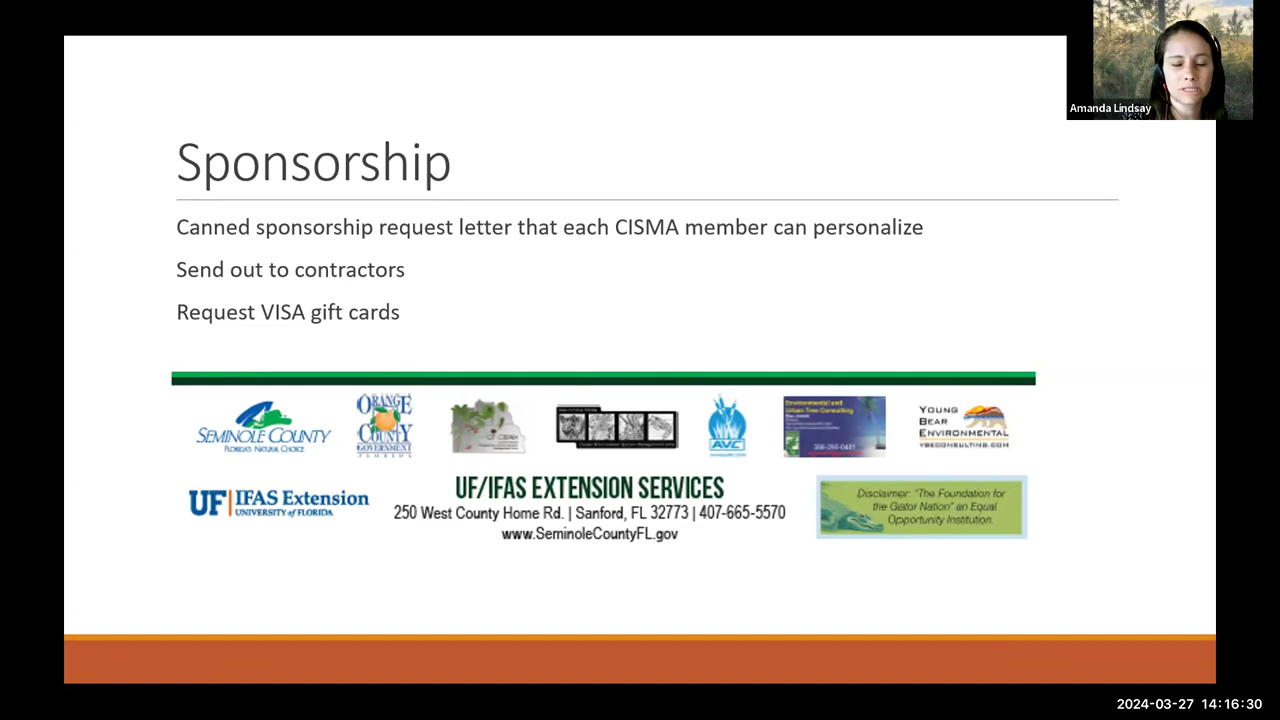 Amanda Lindsay
Sponsorship
Canned sponsorship request letter that each CISMA member can personalize
Send out to contractors
Request VISA gift cards
SEMINOLE COUNTY
FLORIDA'S NATURAL CHOICE
ORANGE
COUNTY
GOVERNMENT
FLORIDA
CISMA
AVC
Environmental and
Urban Tree Consulting
YOUNG
BEAR
ENVIRONMENTAL
YBECONSULTING.COM
UF IFAS Extension
UNIVERSITY of FLORIDA
UF/IFAS EXTENSION SERVICES
250 West County Home Rd. | Sanford, FL 32773 | 407-665-5570
www.SeminoleCountyFL.gov
Disclaimer: "The Foundation for
the Gator Nation" an Equal
Opportunity Institution.
2024-03-27 14:16:30